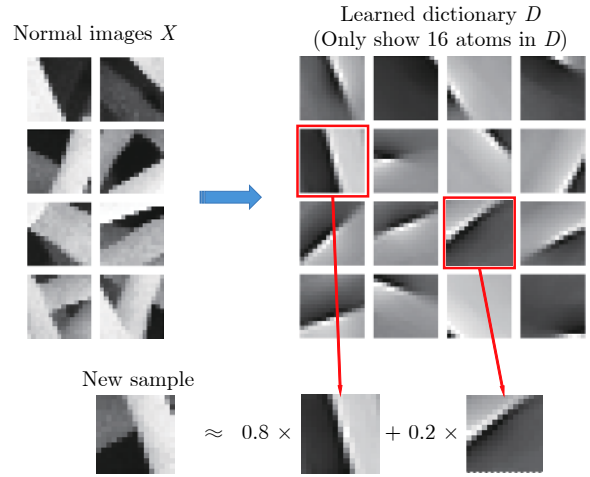 Normal images X
Learned dictionary D
(Only show 16 atoms in D)
New sample
≈ 0.8 × + 0.2 ×